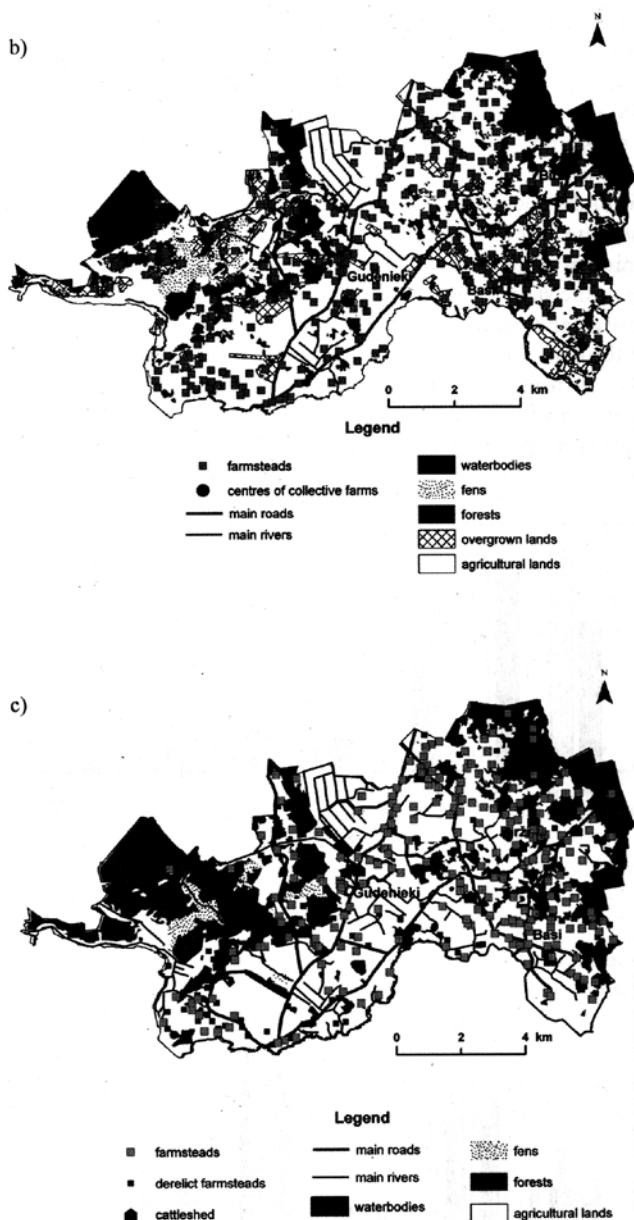 b)
N
Gudenieki
Basi
0 2 4 km
Legend
farmsteads
centres of collective farms
main roads
main rivers
waterbodies
fens
forests
overgrown lands
agricultural lands
c)
N
Gudenieki
Basi
0 2 4 km
Legend
farmsteads
derelict farmsteads
cattleshed
main roads
main rivers
waterbodies
fens
forests
agricultural lands